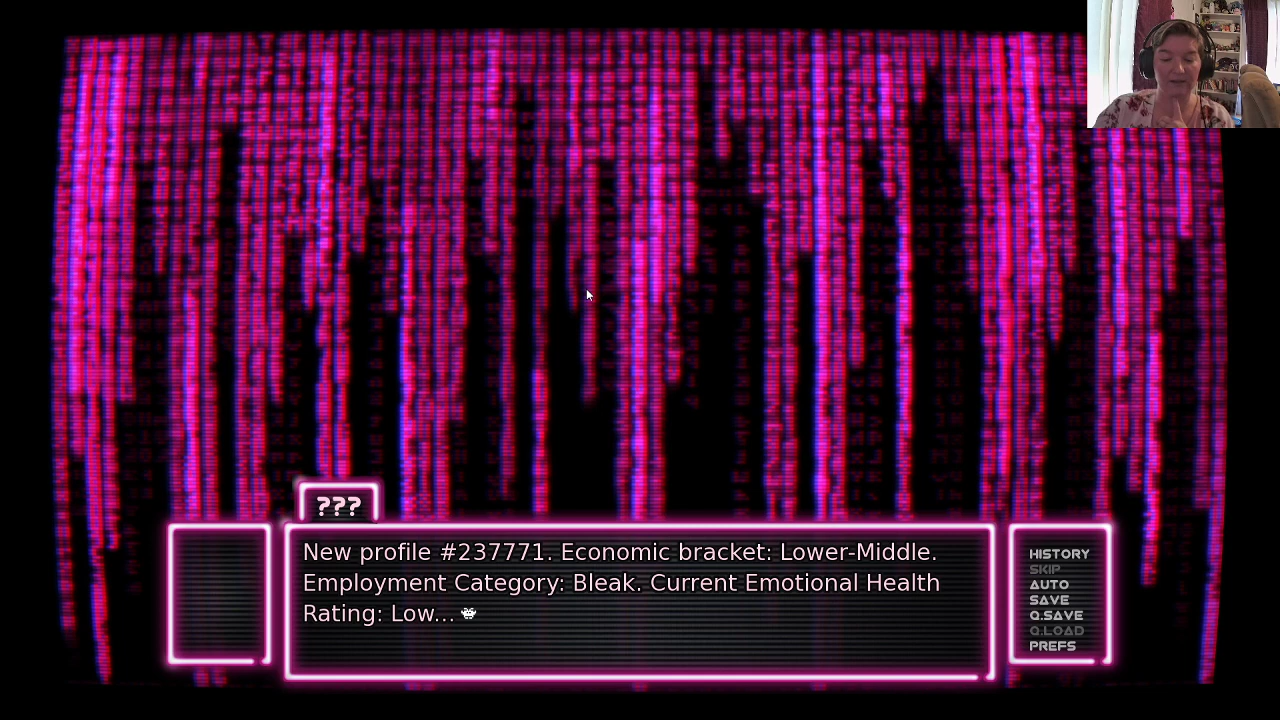 ???
New profile #237771. Economic bracket: Lower-Middle.
Employment Category: Bleak. Current Emotional Health
Rating: Low...
HISTORY
SKIP
AUTO
SAVE
Q.SAVE
Q.LOAD
PREFS